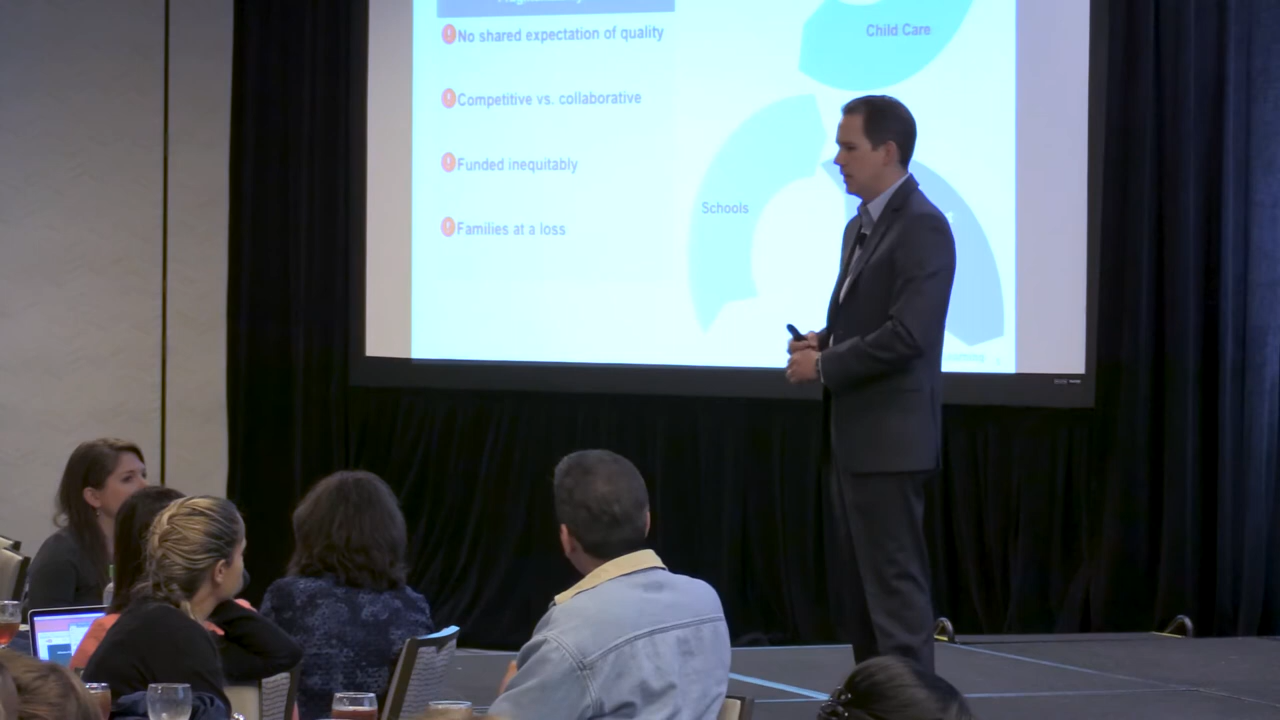 No shared expectation of quality
Child Care
Competitive vs. collaborative
Funded inequitably
Schools
Families at a loss